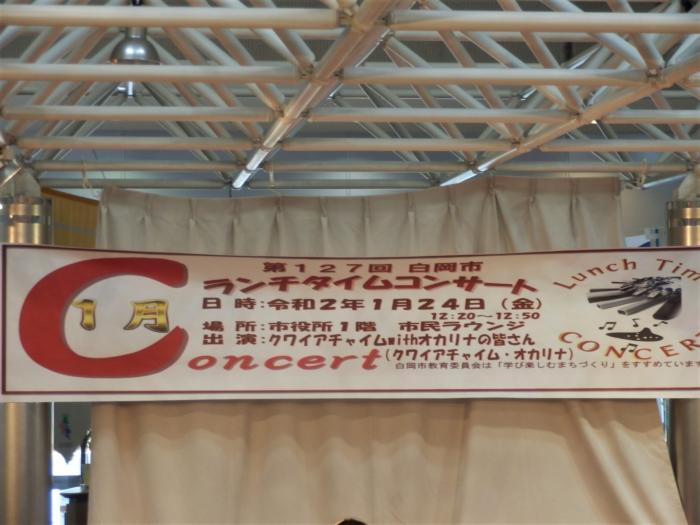 第127回 白岡市
ランチタイムコンサート
日 時:令和2年1月24日(金)
12:20～12:50
場 所:市役所1階 市民ラウンジ
出 演:クワイアチャイムwithオカリナの皆さん
(クワイアチャイム・オカリナ)
白岡市教育委員会は「学び楽しむまちづくり」をすすめています
1月
Concert
Lunch Tim
CONCER